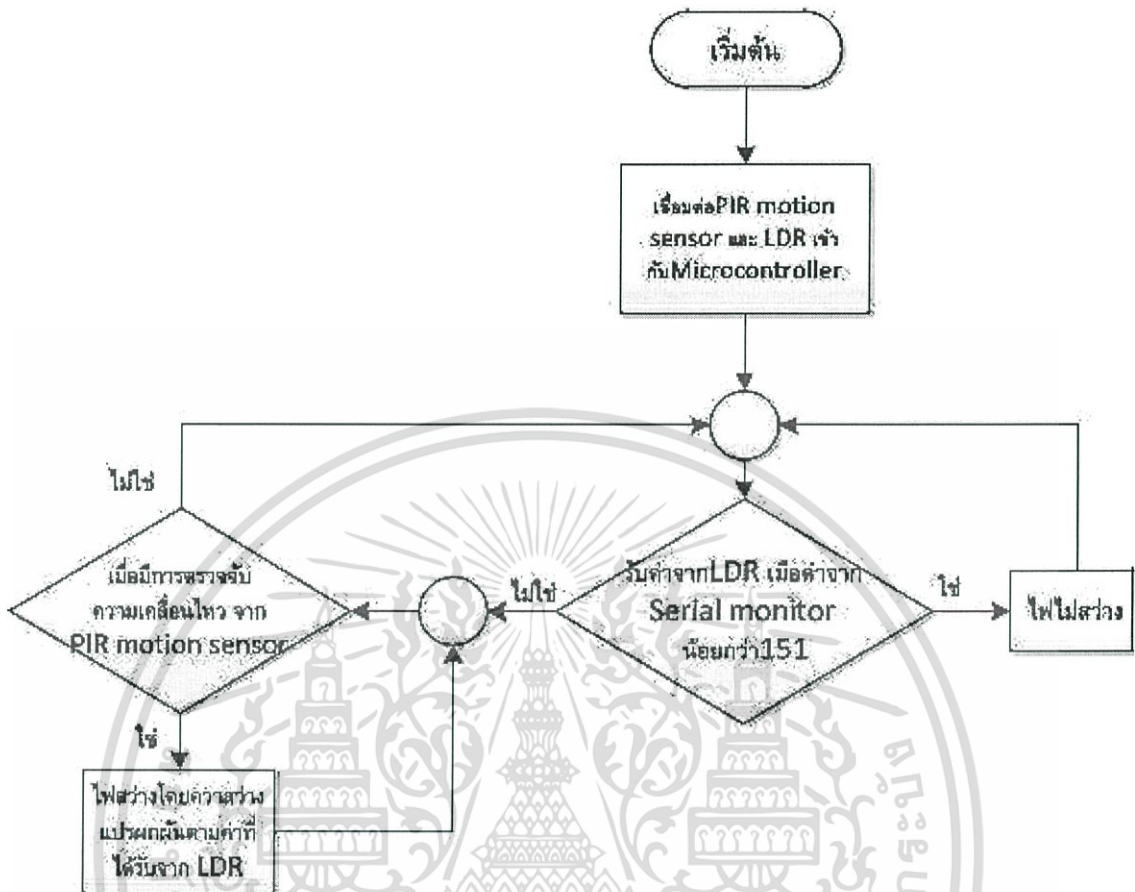 เริ่มต้น
เชื่อมต่อPIR motion
sensor และ LDR เข้า
กับMicrocontroller
ไม่ใช่
เมื่อมีการตรวจจับ
ความเคลื่อนไหว จาก
PIR motion sensor
ไม่ใช่
รับค่าจากLDR เมื่อค่าจาก
Serial monitor
น้อยกว่า151
ใช่
ไฟไม่สว่าง
ใช่
ไฟสว่างโดยความสว่าง
แปรผกผันตามค่าที่
ได้รับจาก LDR